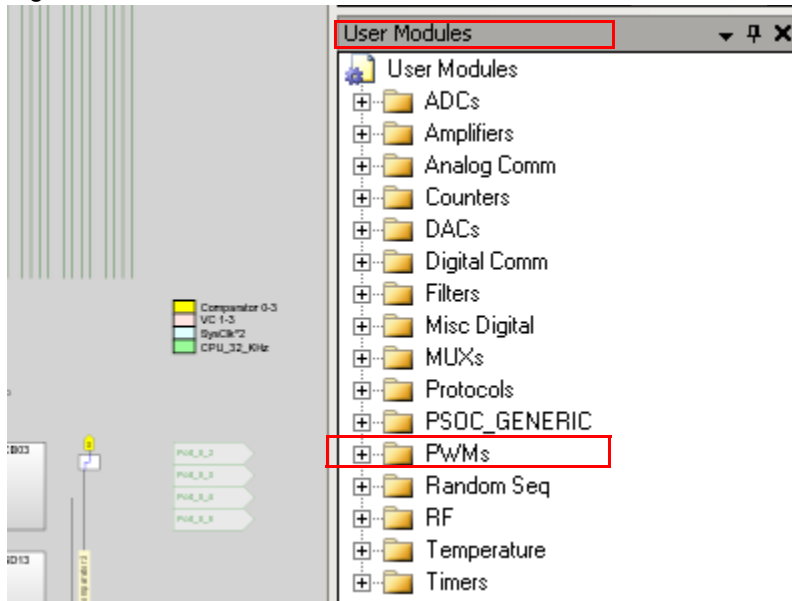 User Modules
User Modules
ADCs
Amplifiers
Analog Comm
Counters
DACs
Digital Comm
Filters
Misc Digital
MUXs
Protocols
PSOC_GENERIC
PWMs
Random Seq
RF
Temperature
Timers
Comparator 0-3
VC 1-3
SysClk*2
CPU_32_KHz